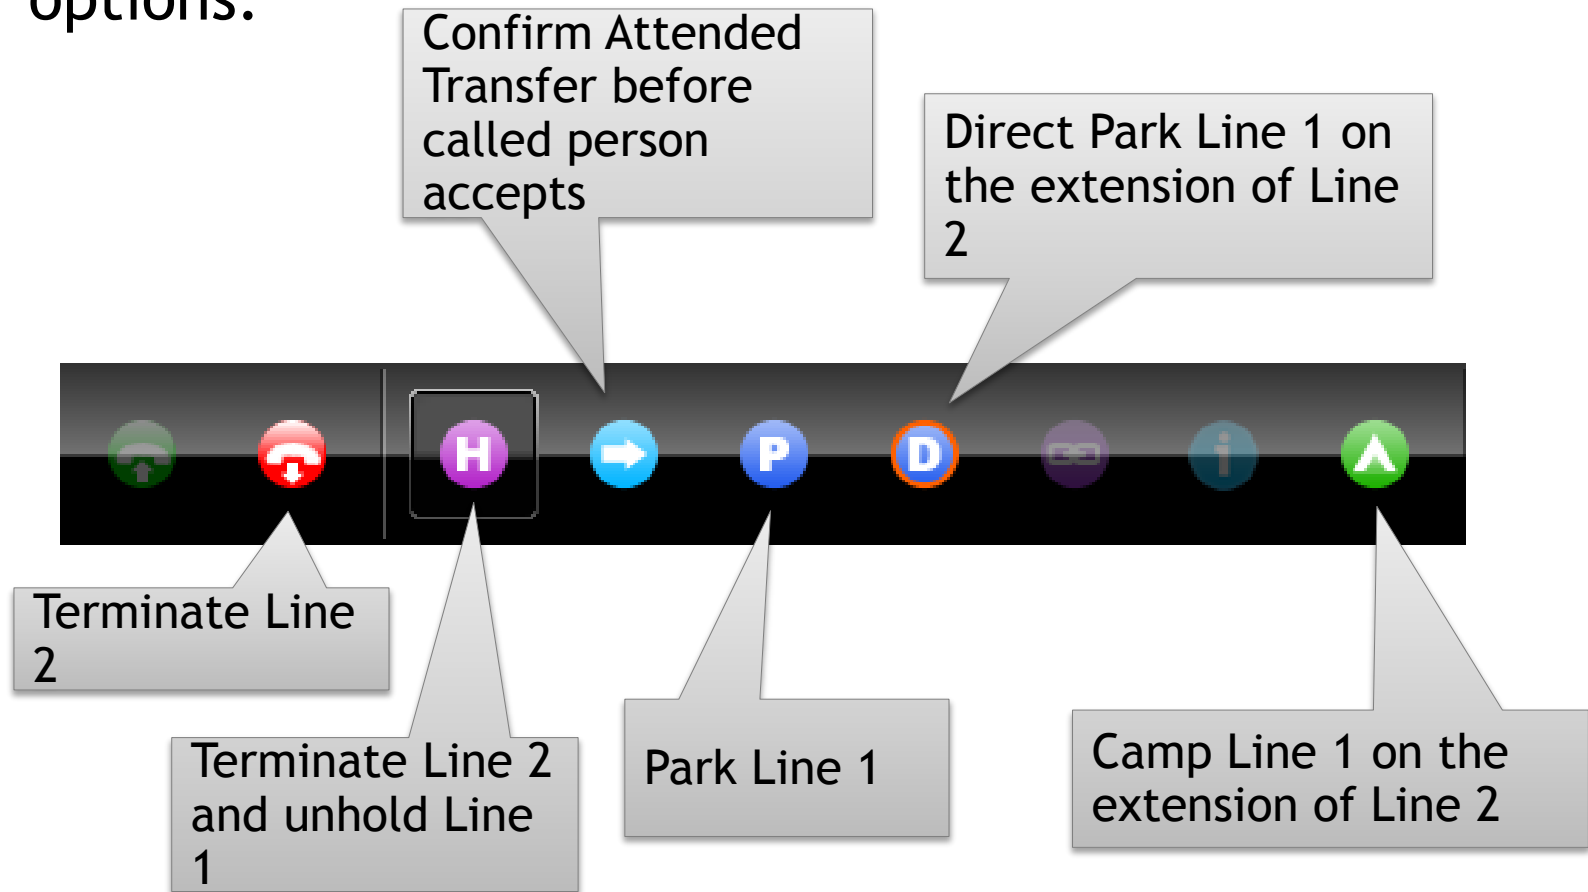 options:
Confirm Attended
Transfer before
called person
accepts
Direct Park Line 1 on
the extension of Line
2
H
P
D
i
Terminate Line
2
Terminate Line 2
and unhold Line
1
Park Line 1
Camp Line 1 on the
extension of Line 2